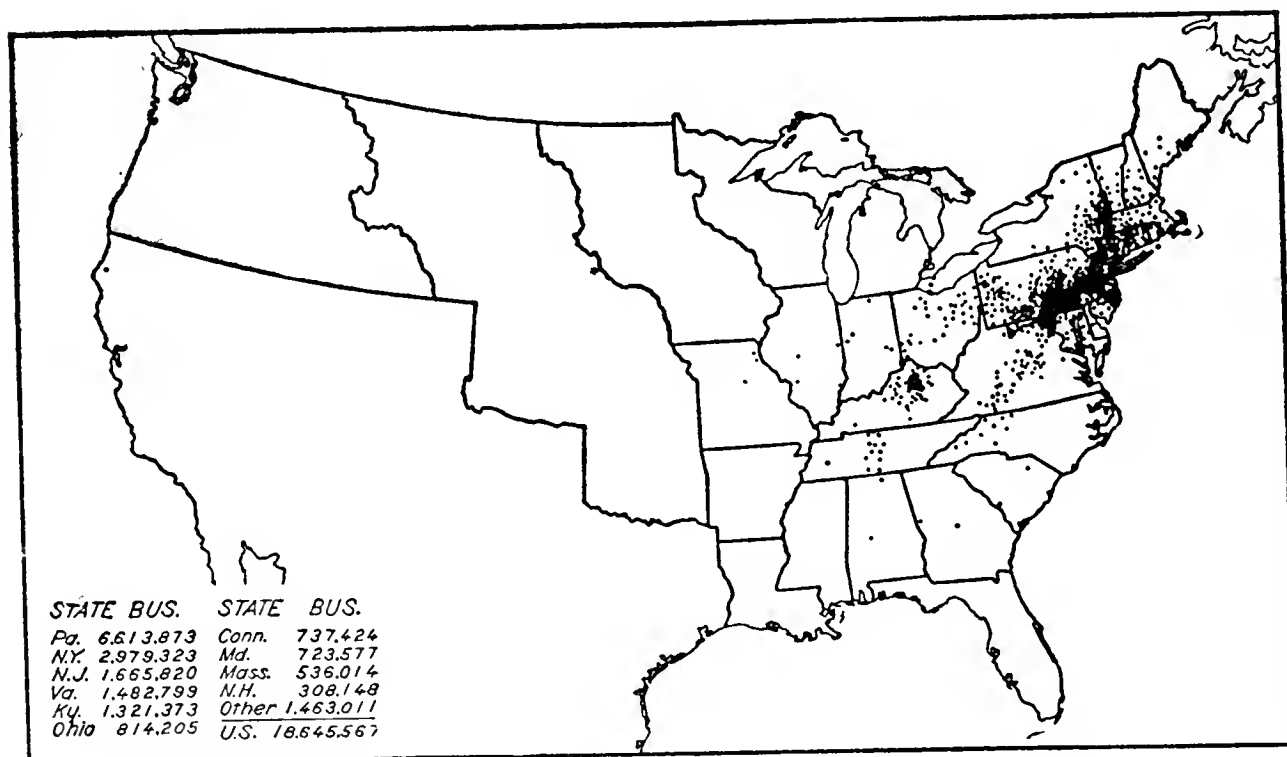 STATE BUS. STATE BUS.
Pa. 6,613,873 Conn. 737,424
N.Y. 2,979,323 Md. 723,577
N.J. 1,665,820 Mass. 536,014
Va. 1,482,799 N.H. 308,148
Ky. 1,321,373 Other 1,463,011
Ohio 814,205 U.S. 18,645,567